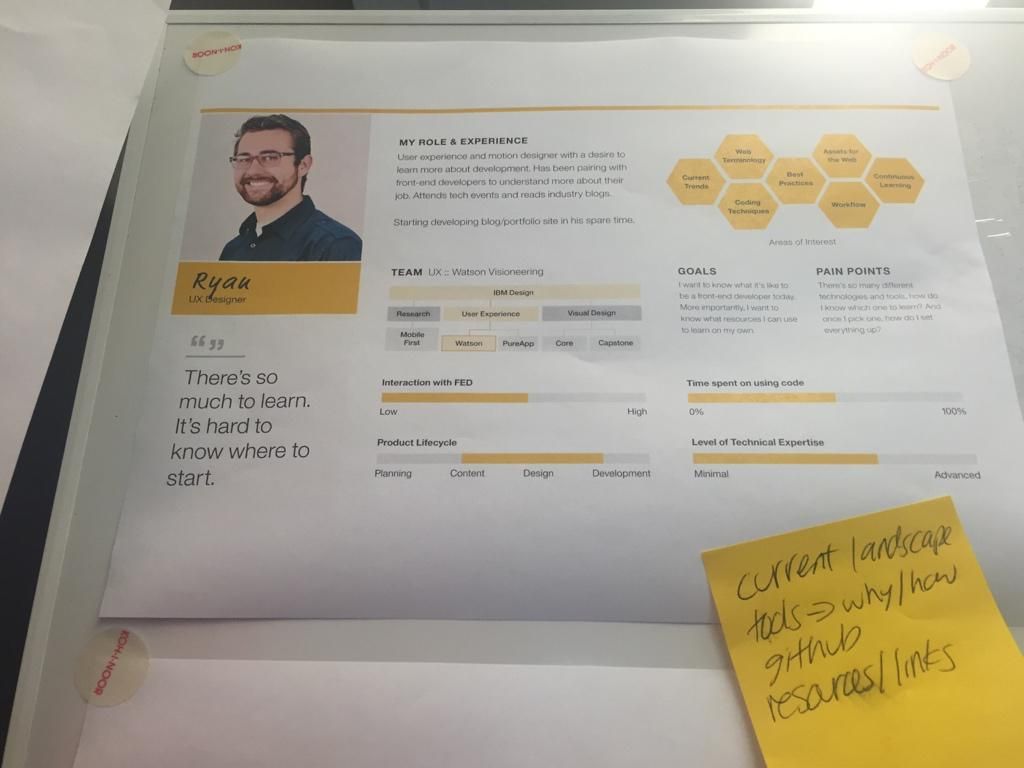 KOH-I-NOOR
KOH-I-NOOR
Ryan
UX Designer
There's so
much to learn.
It's hard to
know where to
start.
MY ROLE & EXPERIENCE
User experience and motion designer with a desire to
learn more about development. Has been pairing with
front-end developers to understand more about their
job. Attends tech events and reads industry blogs.
Starting developing blog/portfolio site in his spare time.
Current
Trends
Web
Terminology
Coding
Techniques
Best
Practices
Assets for
the Web
Workflow
Continuous
Learning
Areas of Interest
TEAM UX :: Watson Visioneering
IBM Design
Research
User Experience
Visual Design
Mobile
First
Watson
PureApp
Core
Capstone
GOALS
I want to know what it's like to
be a front-end developer today.
More importantly, I want to
know what resources I can use
to learn on my own.
PAIN POINTS
There's so many different
technologies and tools, how do
I know which one to learn? And
once I pick one, how do I set
everything up?
Interaction with FED
Low High
Time spent on using code
0% 100%
Product Lifecycle
Planning Content Design Development
Level of Technical Expertise
Minimal Advanced
KOH-I-NOOR
current landscape
tools => why/how
github
resources/links